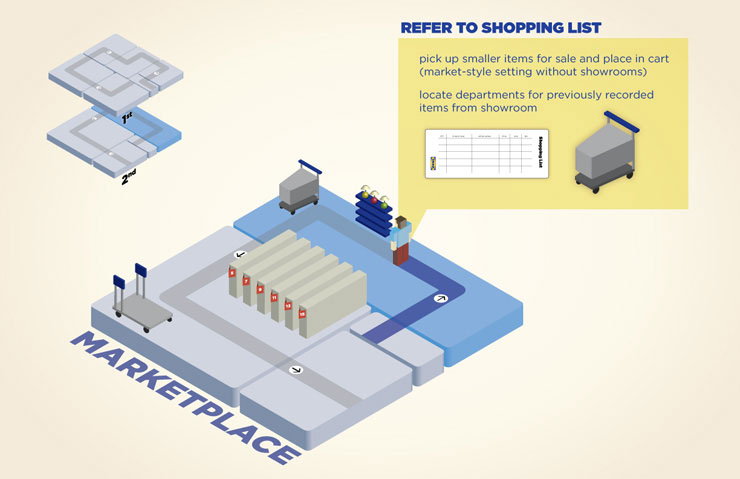 REFER TO SHOPPING LIST
pick up smaller items for sale and place in cart
(market-style setting without showrooms)
locate departments for previously recorded
items from showroom
Shopping List
1st
2nd
MARKETPLACE